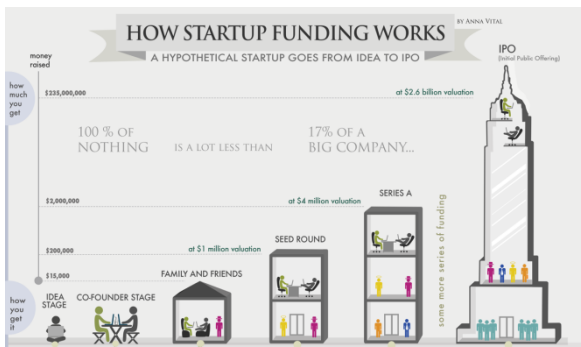 HOW STARTUP FUNDING WORKS
BY ANNA VITAL
A HYPOTHETICAL STARTUP GOES FROM IDEA TO IPO
money
raised
IPO
(Initial Public Offering)
how
much
you
get
$235,000,000
at $2.6 billion valuation
100 % OF
NOTHING
IS A LOT LESS THAN
17% OF A
BIG COMPANY...
SERIES A
$2,000,000
at $4 million valuation
some more series of funding
SEED ROUND
$200,000
at $1 million valuation
$15,000
FAMILY AND FRIENDS
how
you
get
it
IDEA
STAGE
CO-FOUNDER STAGE